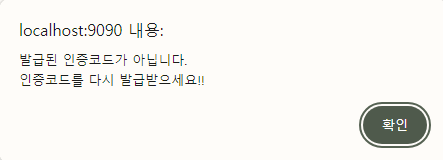 localhost:9090 내용:
발급된 인증코드가 아닙니다.
인증코드를 다시 발급받으세요!!
확인